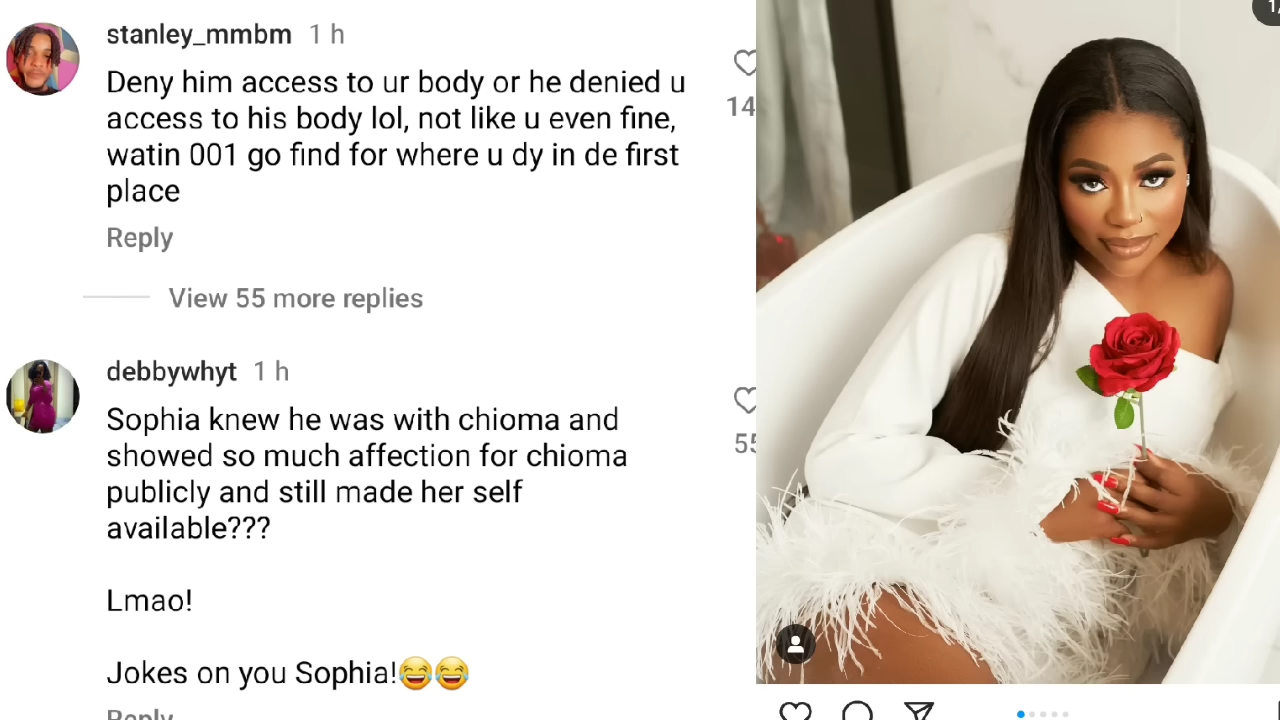 stanley_mmbm 1 h
Deny him access to ur body or he denied u
access to his body lol, not like u even fine,
watin 001 go find for where u dy in de first
place
Reply
14
View 55 more replies
debbywhyt 1 h
Sophia knew he was with chioma and
showed so much affection for chioma
publicly and still made her self
available???
55
Lmao!
Jokes on you Sophia!😂😂
Reply
1/